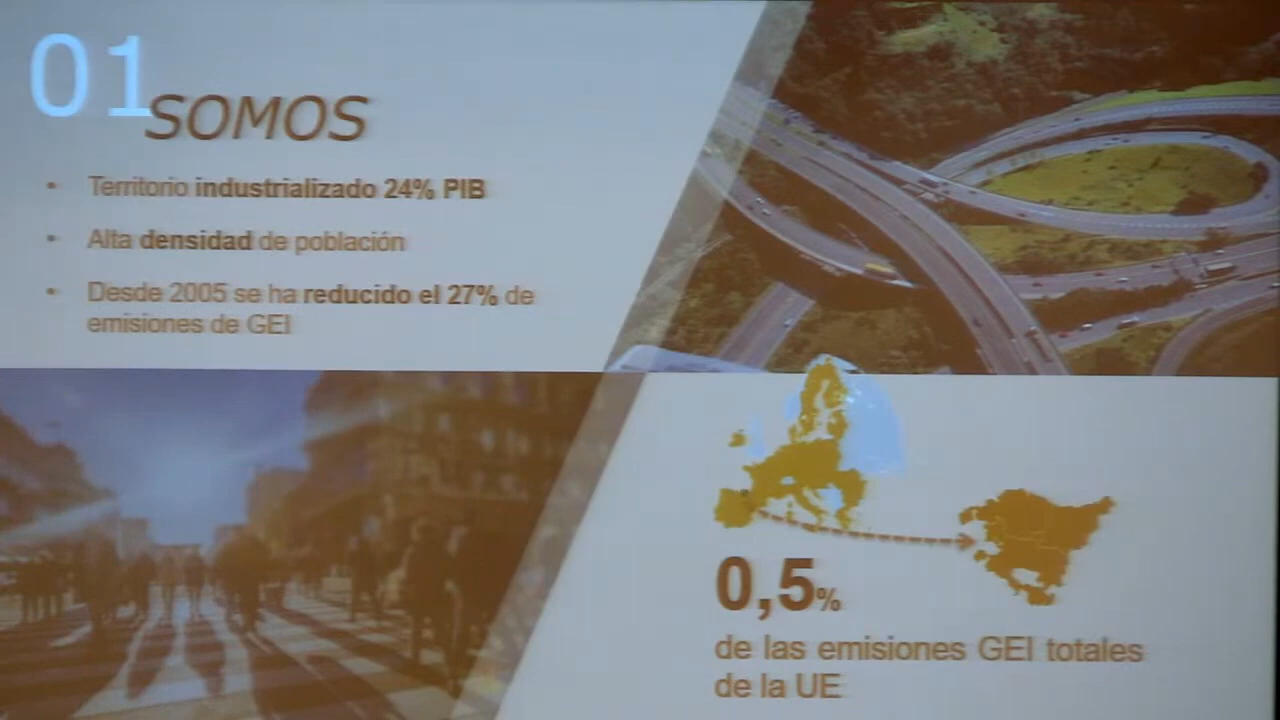 01
SOMOS
• Territorio industrializado 24% PIB
• Alta densidad de población
• Desde 2005 se ha reducido el 27% de
emisiones de GEI
0,5%
de las emisiones GEI totales
de la UE